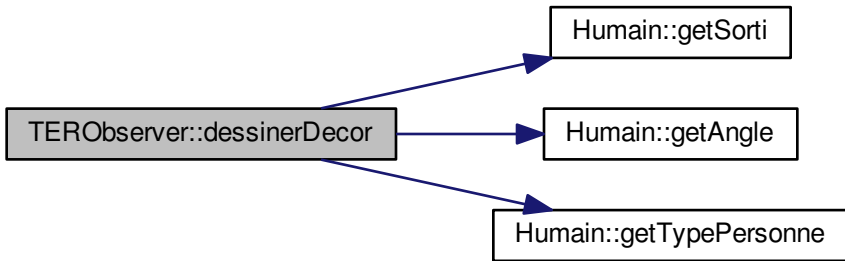 Humain::getSorti
TERObserver::dessinerDecor
Humain::getAngle
Humain::getTypePersonne